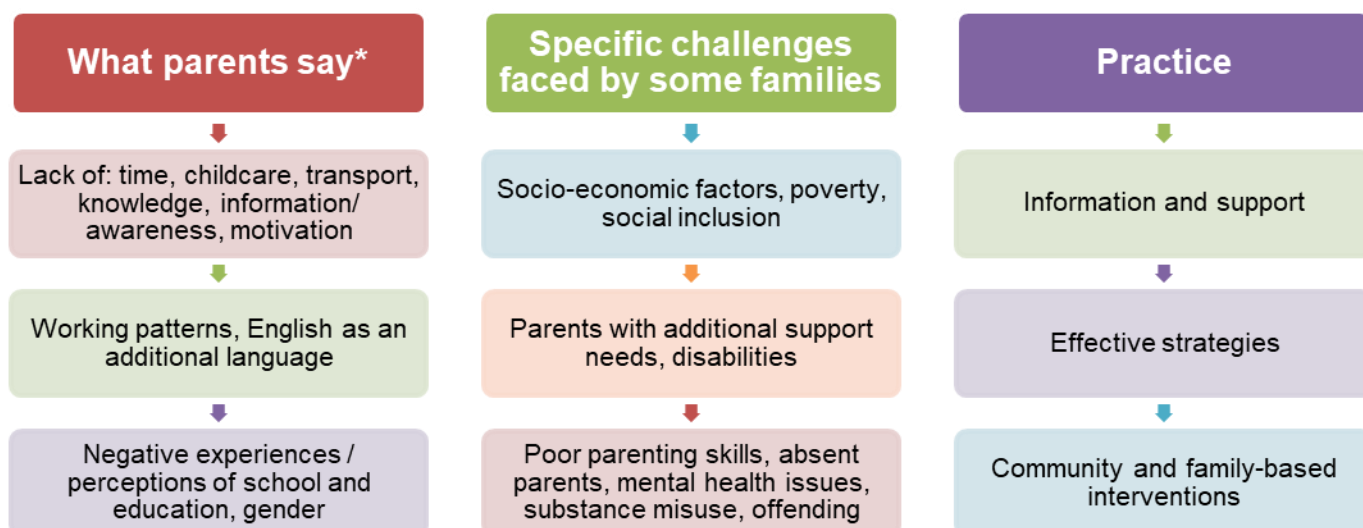 What parents say*
Lack of: time, childcare, transport,
knowledge, information/
awareness, motivation
Working patterns, English as an
additional language
Negative experiences /
perceptions of school and
education, gender
Specific challenges
faced by some families
Socio-economic factors, poverty,
social inclusion
Parents with additional support
needs, disabilities
Poor parenting skills, absent
parents, mental health issues,
substance misuse, offending
Practice
Information and support
Effective strategies
Community and family-based
interventions